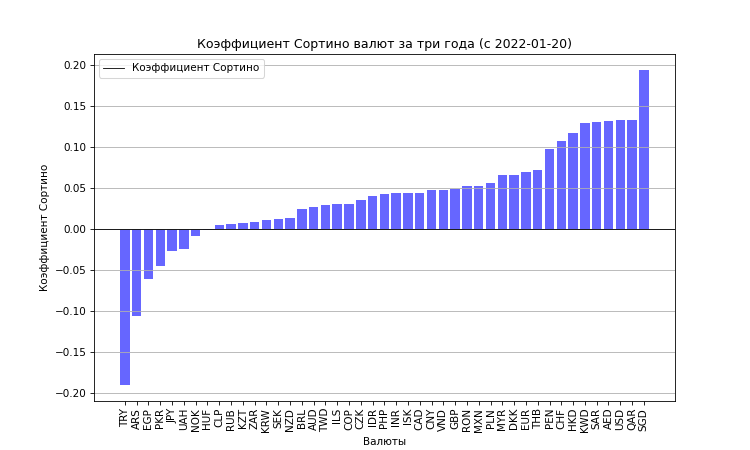 Коэффициент Сортино валют за три года (с 2022-01-20)
Коэффициент Сортино
0.20
0.15
0.10
0.05
0.00
−0.05
−0.10
−0.15
−0.20
Коэффициент Сортино
TRY
ARS
EGP
PKR
JPY
UAH
NOK
HUF
CLP
RUB
KZT
ZAR
KRW
SEK
NZD
BRL
AUD
TWD
ILS
COP
CZK
IDR
PHP
INR
ISK
CAD
CNY
VND
GBP
RON
MXN
PLN
MYR
DKK
EUR
THB
PEN
CHF
HKD
KWD
SAR
AED
USD
QAR
SGD
Валюты